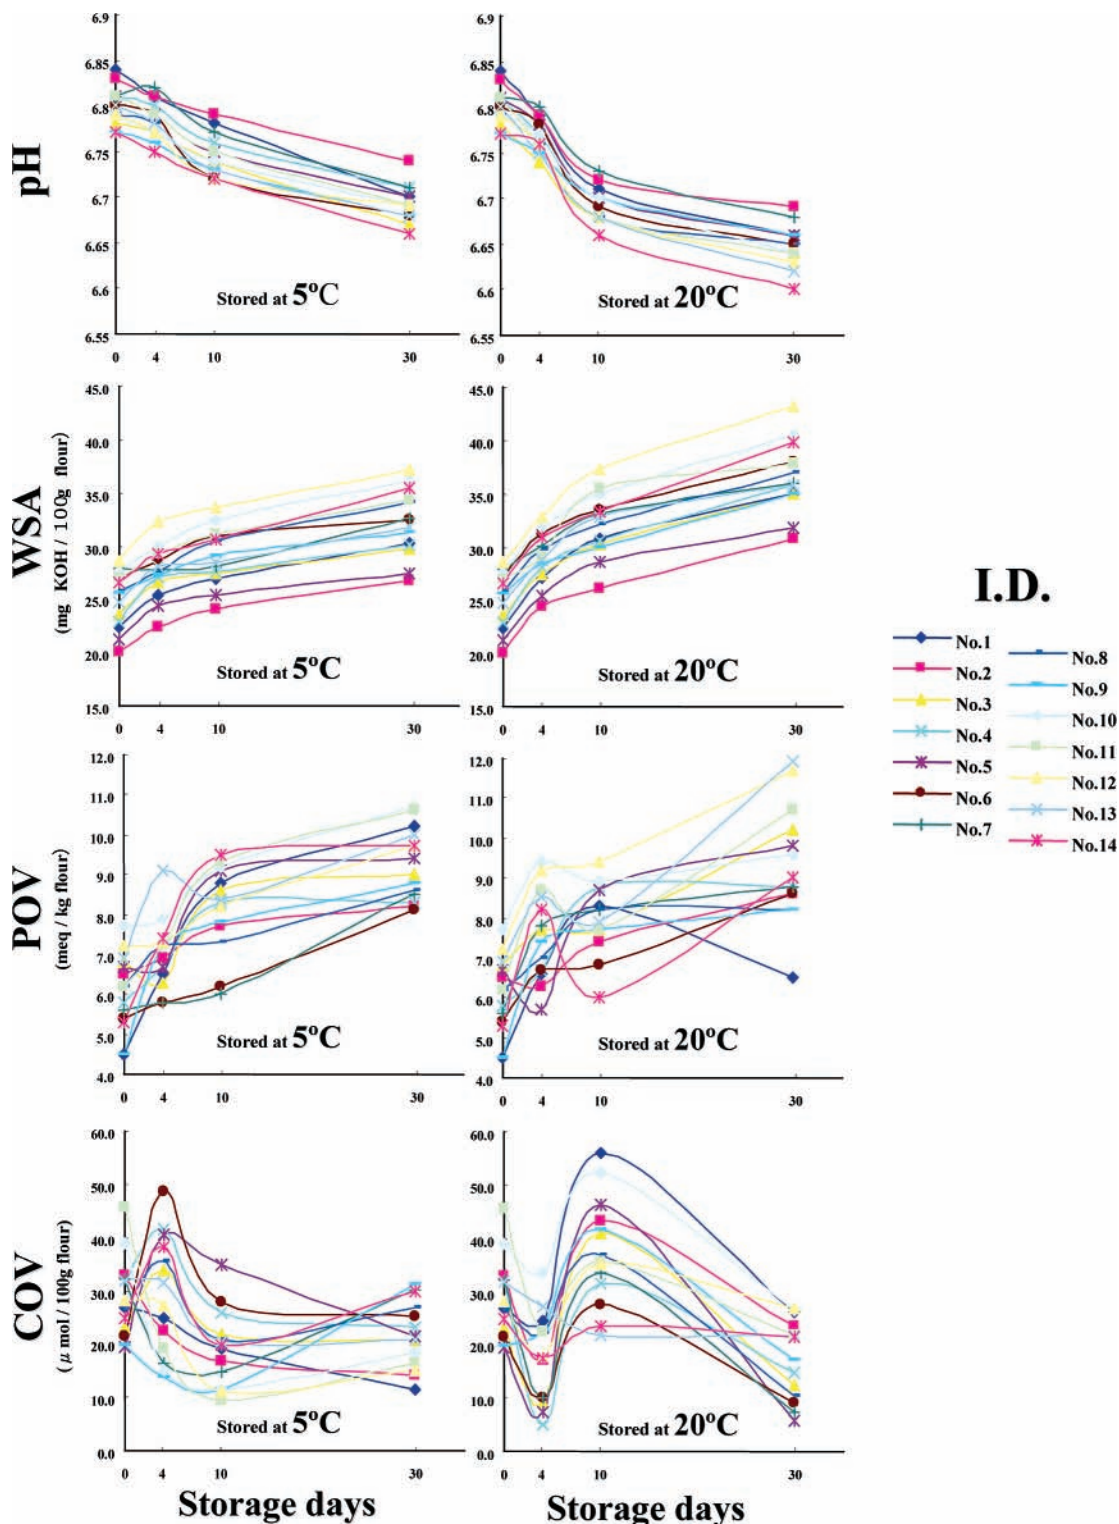 pH
6.9
6.85
6.8
6.75
6.7
6.65
6.6
6.55
Stored at 5ºC
0 4 10 30
6.9
6.85
6.8
6.75
6.7
6.65
6.6
6.55
Stored at 20ºC
0 4 10 30
WSA
(mg KOH / 100g flour)
45.0
40.0
35.0
30.0
25.0
20.0
15.0
Stored at 5ºC
0 4 10 30
45.0
40.0
35.0
30.0
25.0
20.0
15.0
Stored at 20ºC
0 4 10 30
POV
(meq / kg flour)
12.0
11.0
10.0
9.0
8.0
7.0
6.0
5.0
4.0
Stored at 5ºC
0 4 10 30
12.0
11.0
10.0
9.0
8.0
7.0
6.0
5.0
4.0
Stored at 20ºC
0 4 10 30
COV
(μ mol / 100g flour)
60.0
50.0
40.0
30.0
20.0
10.0
0.0
Stored at 5ºC
0 4 10 30
Storage days
60.0
50.0
40.0
30.0
20.0
10.0
0.0
Stored at 20ºC
0 4 10 30
Storage days
I.D.
No.1
No.2
No.3
No.4
No.5
No.6
No.7
No.8
No.9
No.10
No.11
No.12
No.13
No.14